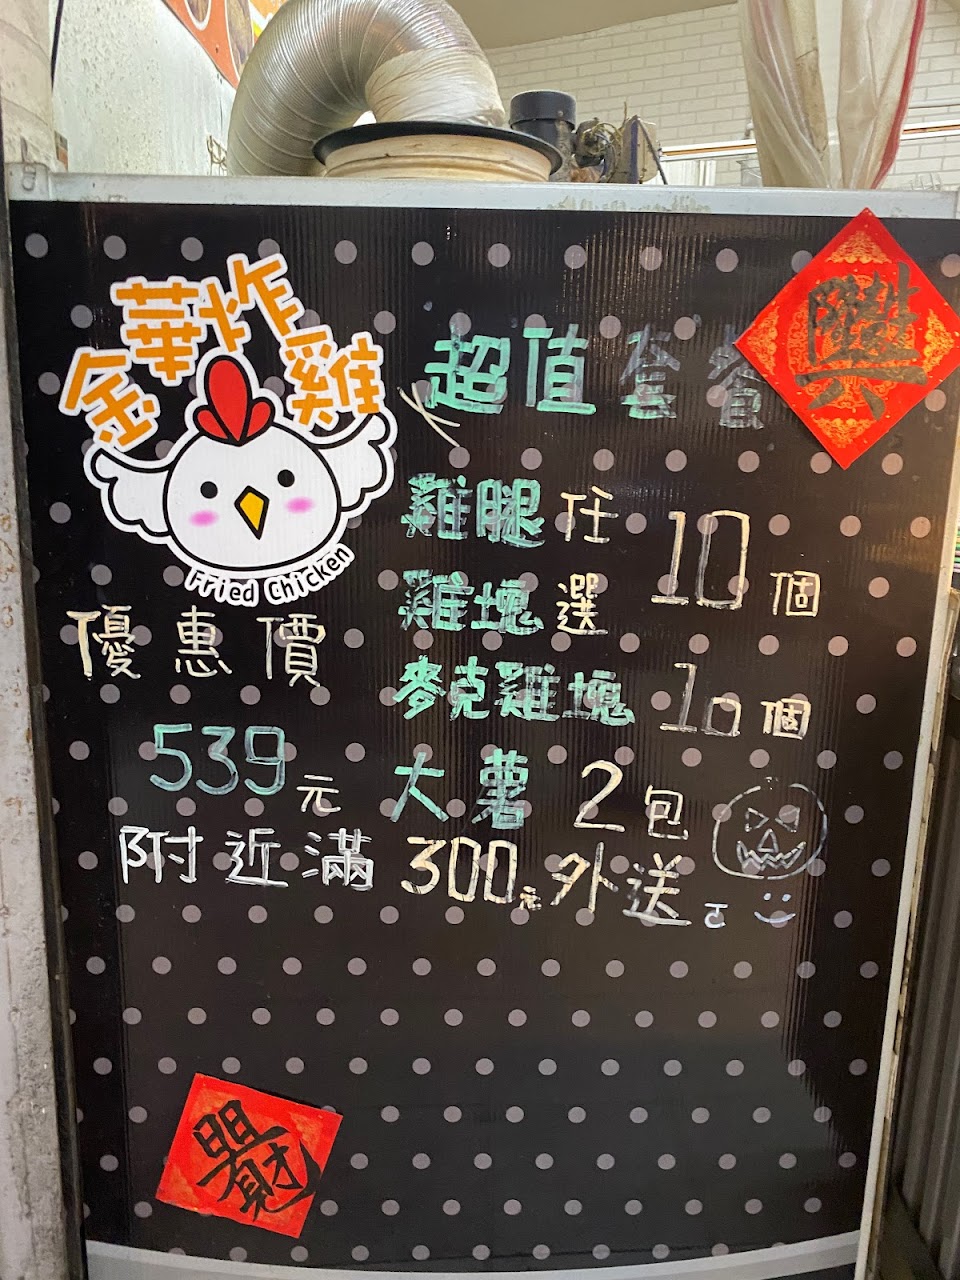 金華炸雞
Fried Chicken
超值套餐
雞腿任
雞塊選
10個
麥克雞塊 10個
大薯 2包
優惠價
539元
附近滿300元外送